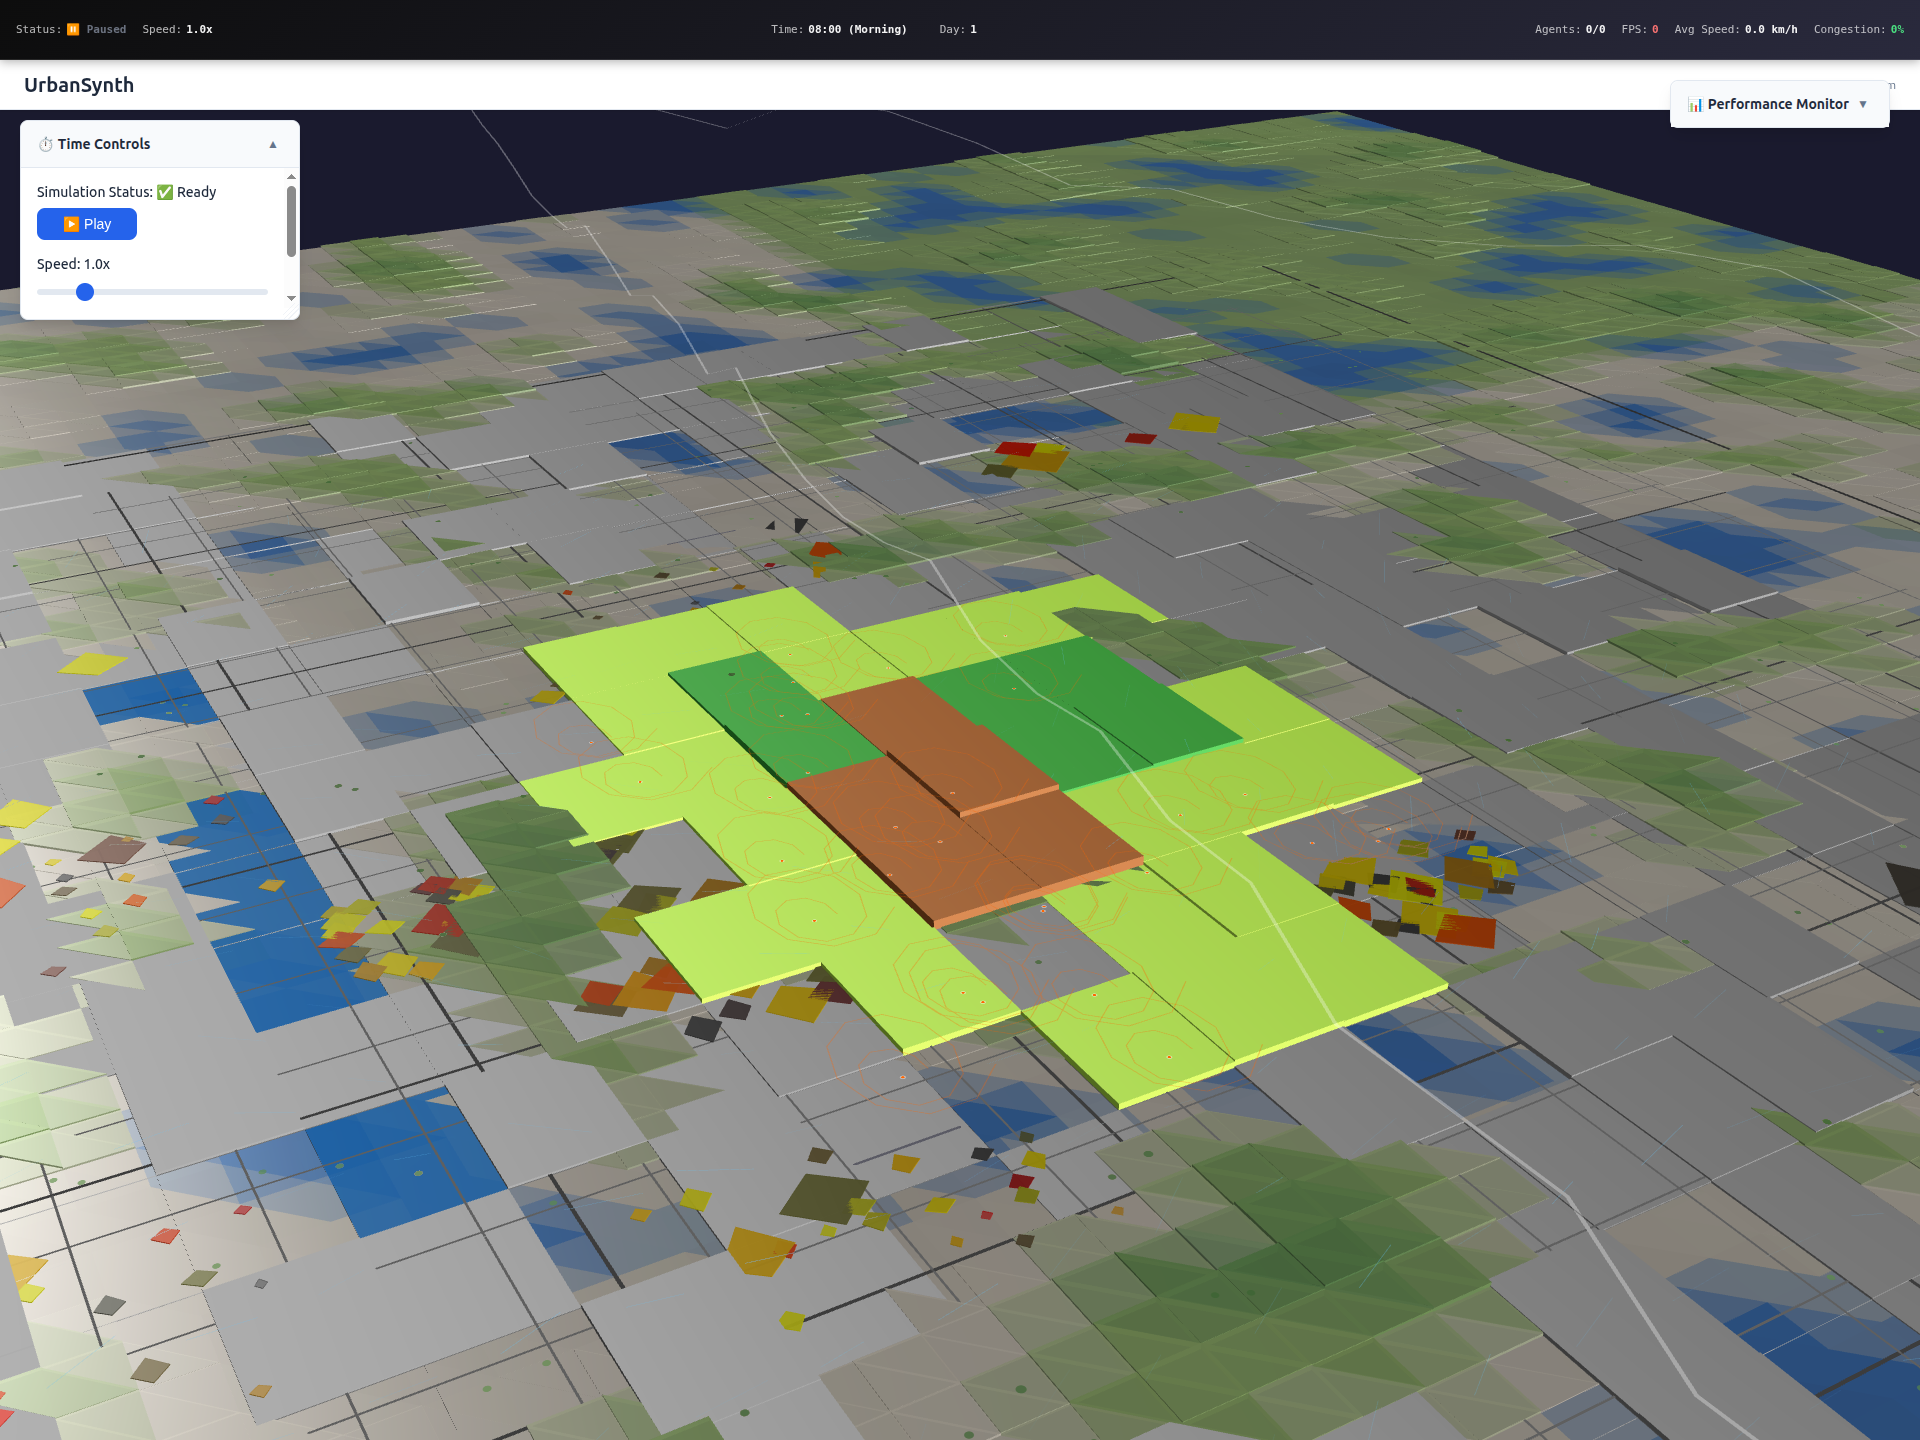 Status: ⏸ Paused Speed: 1.0x Time: 08:00 (Morning) Day: 1 Agents: 0/0 FPS: 0 Avg Speed: 0.0 km/h Congestion: 0%
UrbanSynth
📊 Performance Monitor ▼
⏱ Time Controls ▲
Simulation Status: ✅ Ready
▶ Play
Speed: 1.0x